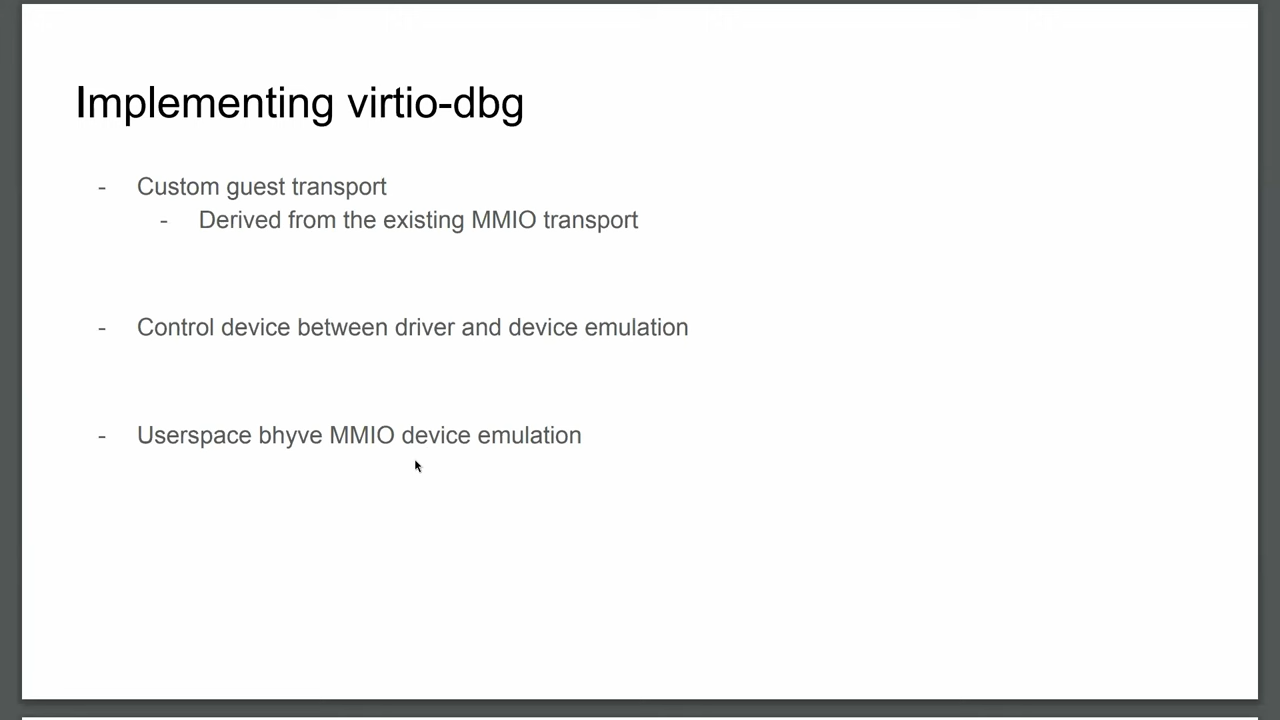 Implementing virtio-dbg
- Custom guest transport
- Derived from the existing MMIO transport
- Control device between driver and device emulation
- Userspace bhyve MMIO device emulation